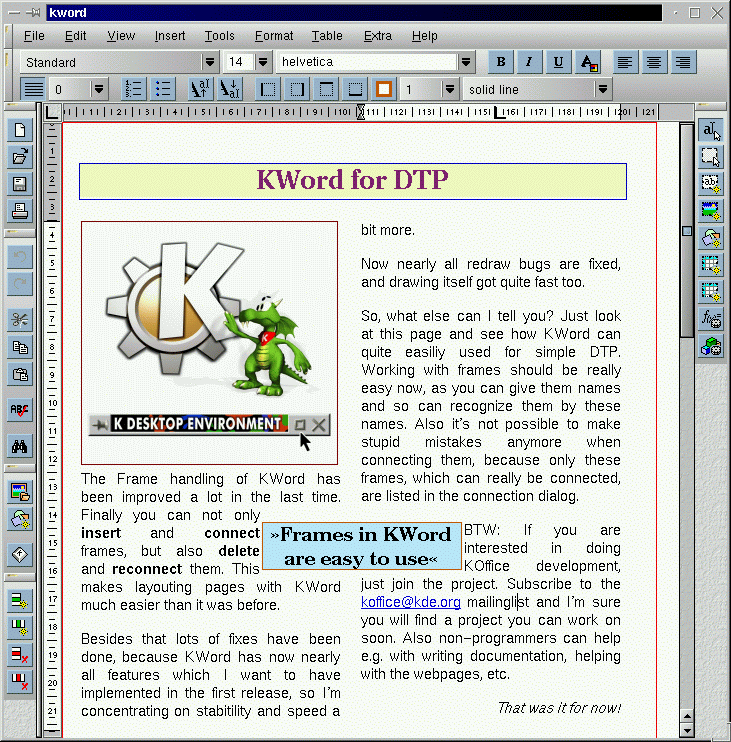 kword
File Edit View Insert Tools Format Table Extra Help
Standard 14 helvetica B I U A
0 1 solid line
KWord for DTP
K DESKTOP ENVIRONMENT
The Frame handling of KWord has
been improved a lot in the last time.
Finally you can not only
insert and connect
frames, but also delete
and reconnect them. This
makes layouting pages with KWord
much easier than it was before.
Besides that lots of fixes have been
done, because KWord has now nearly
all features which I want to have
implemented in the first release, so I'm
concentrating on stabitility and speed a
»Frames in KWord
are easy to use«
bit more.
Now nearly all redraw bugs are fixed,
and drawing itself got quite fast too.
So, what else can I tell you? Just look
at this page and see how KWord can
quite easiliy used for simple DTP.
Working with frames should be really
easy now, as you can give them names
and so can recognize them by these
names. Also it's not possible to make
stupid mistakes anymore when
connecting them, because only these
frames, which can really be connected,
are listed in the connection dialog.
BTW: If you are
interested in doing
KOffice development,
just join the project. Subscribe to the
koffice@kde.org mailinglist and I'm sure
you will find a project you can work on
soon. Also non-programmers can help
e.g. with writing documentation, helping
with the webpages, etc.
That was it for now!